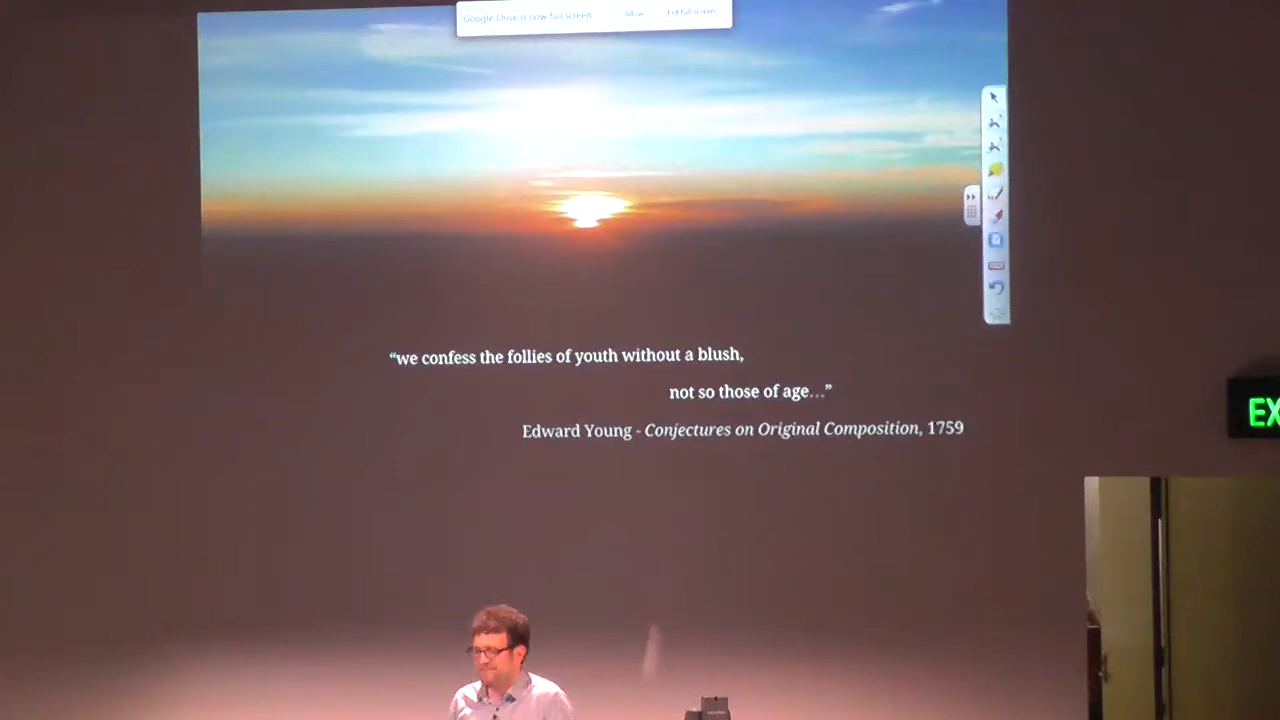 Google Drive is now full screen Allow Exit full screen
“we confess the follies of youth without a blush,
not so those of age…”
Edward Young - Conjectures on Original Composition, 1759
EX